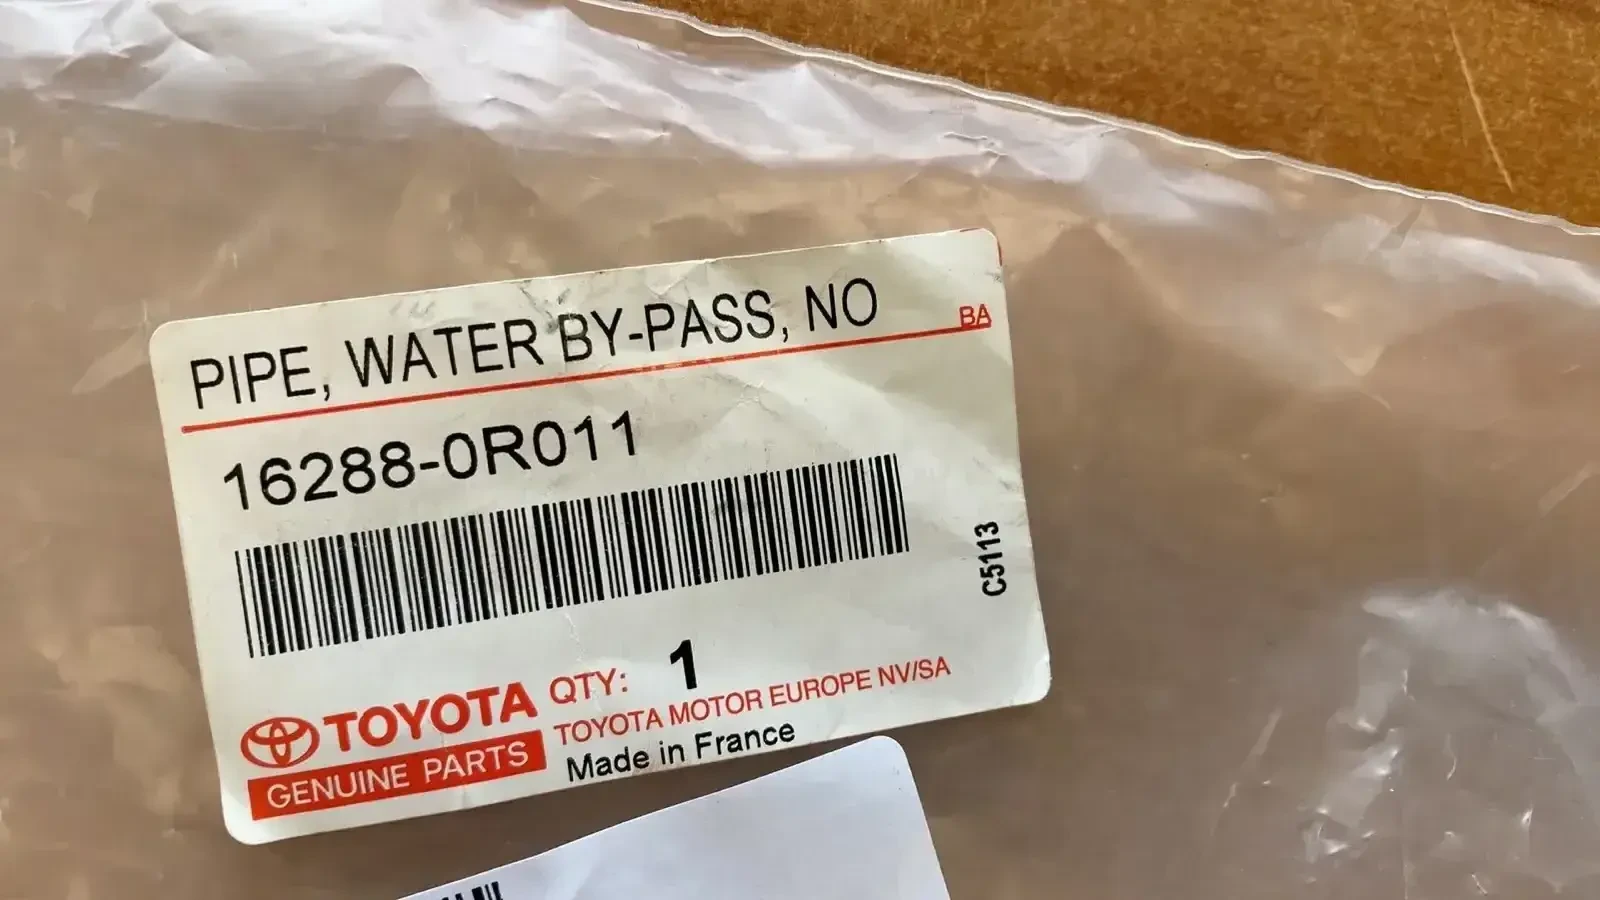 PIPE, WATER BY-PASS, NO
BA
16288-0R011
C5113
QTY: 1
TOYOTA
TOYOTA MOTOR EUROPE NV/SA
GENUINE PARTS
Made in France